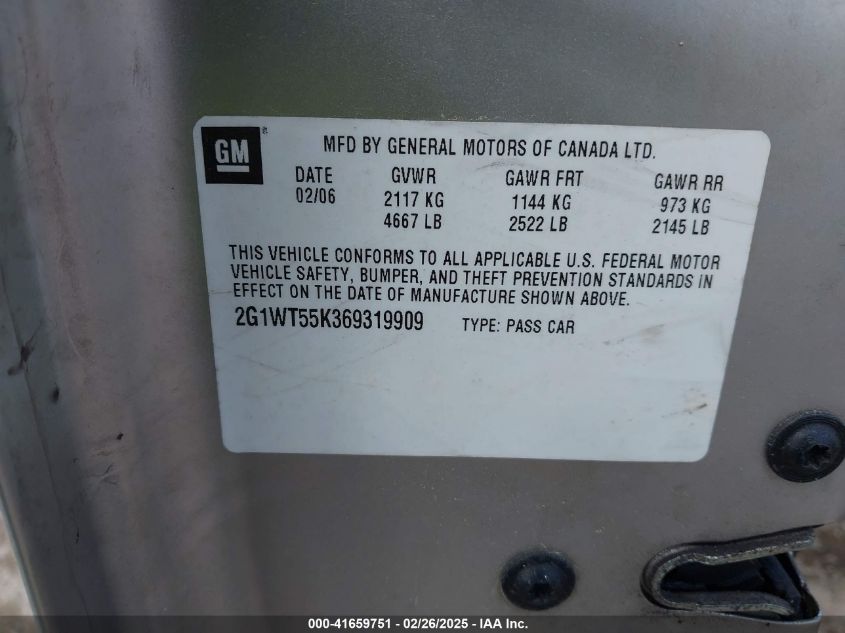 GM
MFD BY GENERAL MOTORS OF CANADA LTD.
DATE GVWR GAWR FRT GAWR RR
02/06 2117 KG 1144 KG 973 KG
4667 LB 2522 LB 2145 LB
THIS VEHICLE CONFORMS TO ALL APPLICABLE U.S. FEDERAL MOTOR
VEHICLE SAFETY, BUMPER, AND THEFT PREVENTION STANDARDS IN
EFFECT ON THE DATE OF MANUFACTURE SHOWN ABOVE.
2G1WT55K369319909 TYPE: PASS CAR
000-41659751 - 02/26/2025 - IAA Inc.